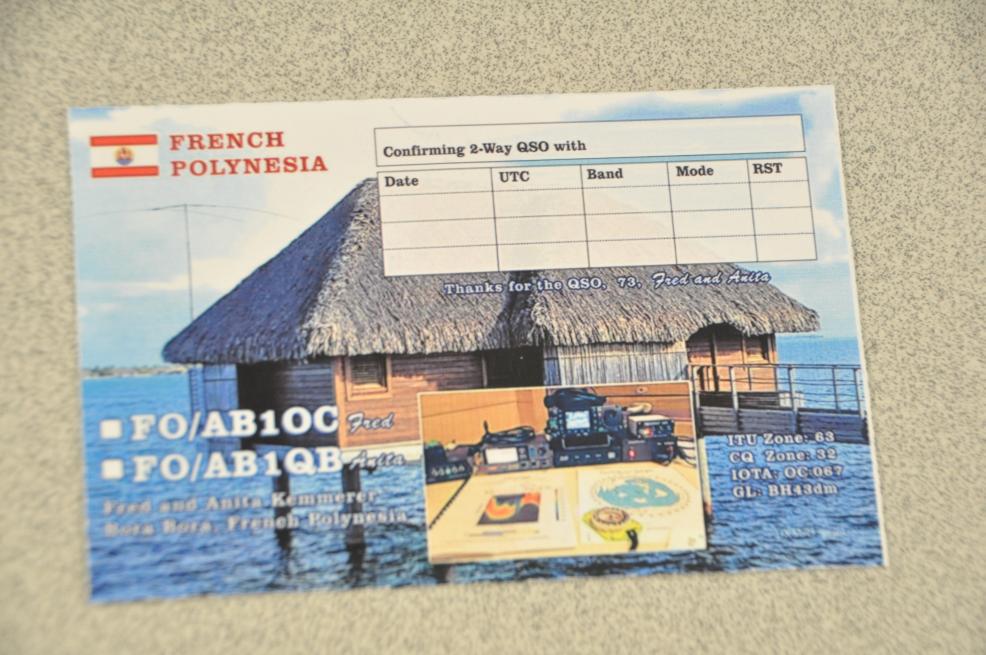 FRENCH
POLYNESIA
Confirming 2-Way QSO with
Date UTC Band Mode RST
Thanks for the QSO, 73, Fred and Anita
FO/AB1OC Fred
FO/AB1QB Anita
Fred and Anita Kemmerer
Bora Bora, French Polynesia
ITU Zone: 63
CQ Zone: 32
IOTA: OC:067
GL: BH43dm